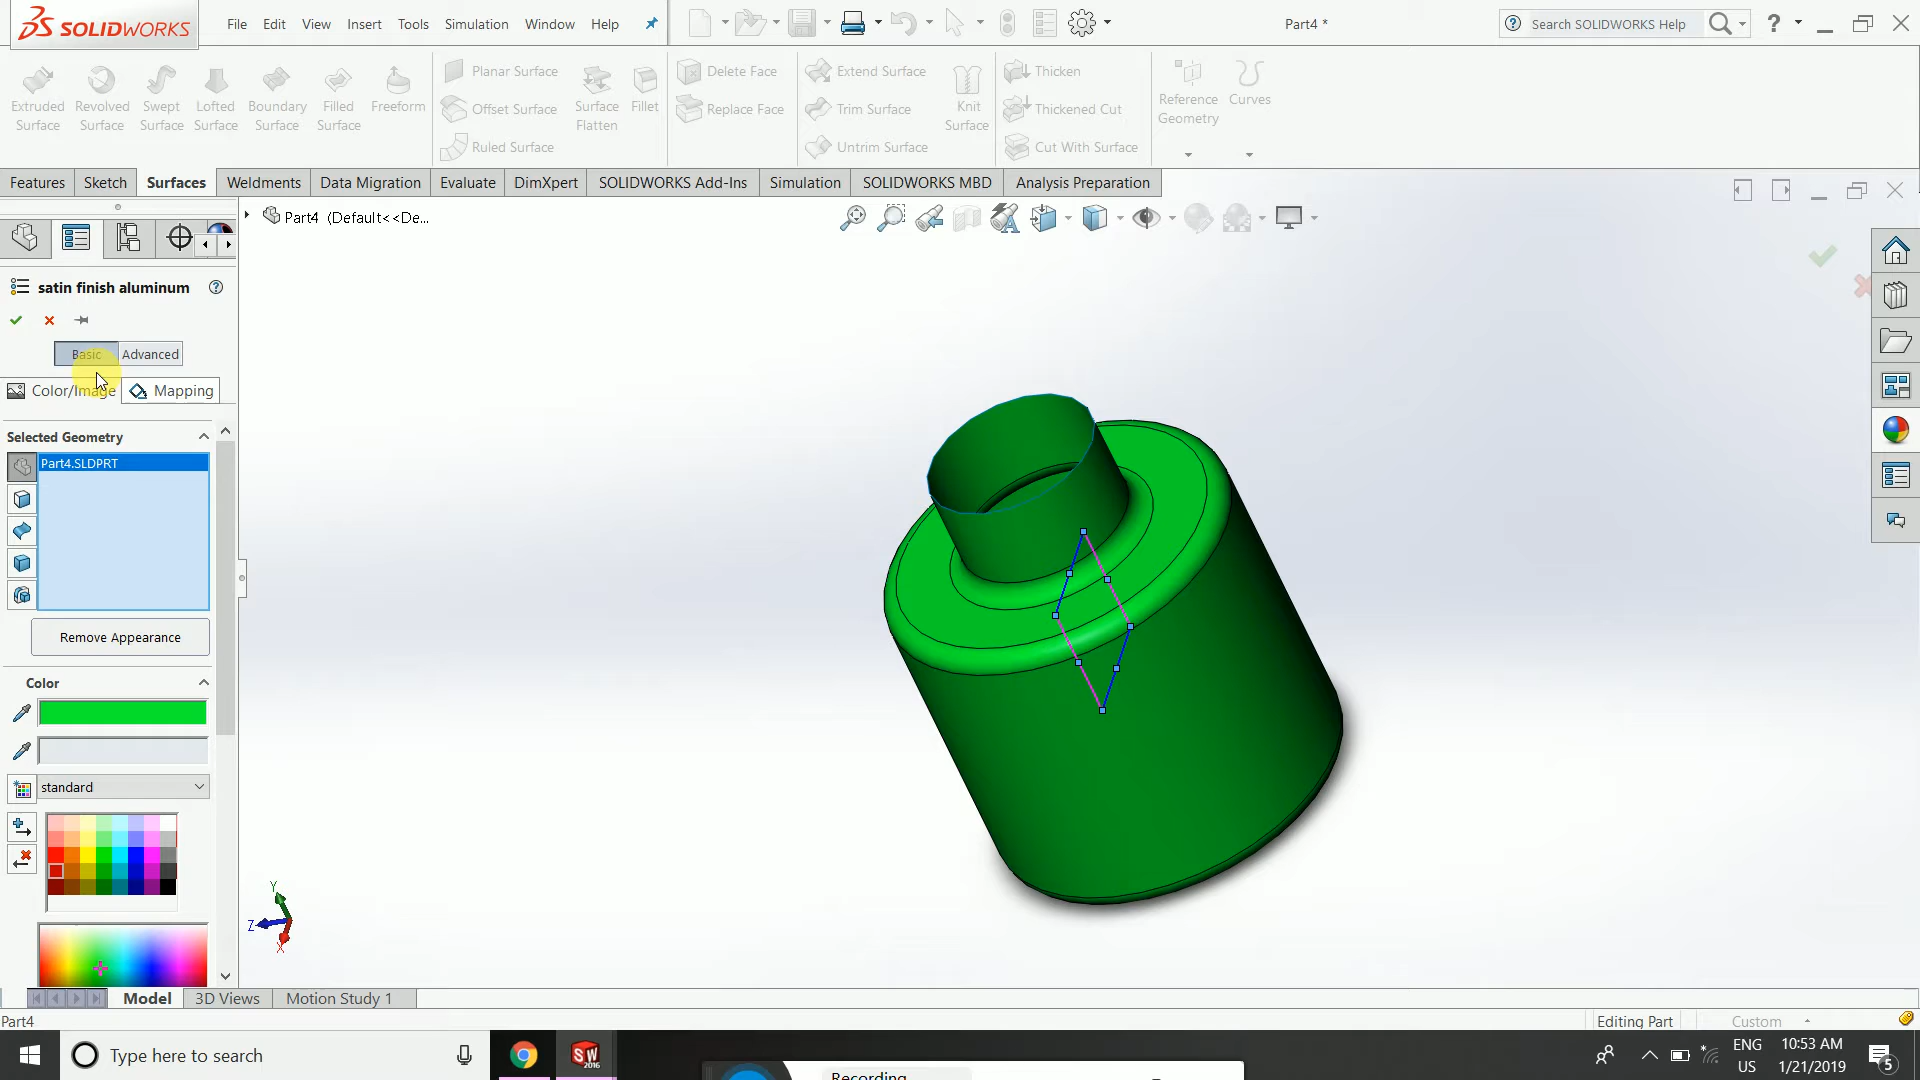 SOLIDWORKS File Edit View Insert Tools Simulation Window Help Part4 * Search SOLIDWORKS Help ?
Extruded Surface
Revolved Surface
Swept Surface
Lofted Surface
Boundary Surface
Filled Surface
Freeform
Planar Surface
Offset Surface
Ruled Surface
Surface Flatten
Fillet
Delete Face
Replace Face
Extend Surface
Trim Surface
Untrim Surface
Knit Surface
Thicken
Thickened Cut
Cut With Surface
Reference Geometry
Curves
Features Sketch Surfaces Weldments Data Migration Evaluate DimXpert SOLIDWORKS Add-Ins Simulation SOLIDWORKS MBD Analysis Preparation
Part4 (Default<<De...
satin finish aluminum ?
Basic Advanced
Color/Image Mapping
Selected Geometry
Part4.SLDPRT
Remove Appearance
Color
standard
Y
Z
X
Model 3D Views Motion Study 1
Part4 Editing Part Custom
Type here to search
SW
2016
Recording
ENG
US
10:53 AM
1/21/2019
5